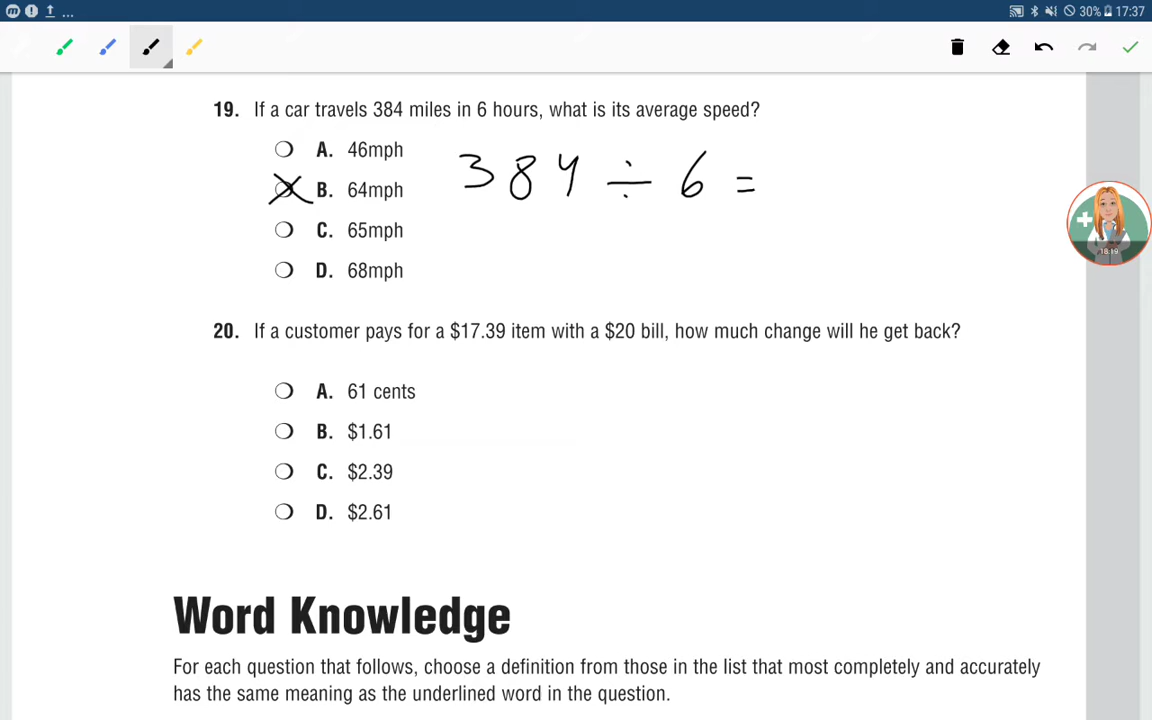 ... 30% 17:37
19. If a car travels 384 miles in 6 hours, what is its average speed?
A. 46mph
B. 64mph
C. 65mph
D. 68mph
384 ÷ 6 =
18:19
20. If a customer pays for a $17.39 item with a $20 bill, how much change will he get back?
A. 61 cents
B. $1.61
C. $2.39
D. $2.61
Word Knowledge
For each question that follows, choose a definition from those in the list that most completely and accurately
has the same meaning as the underlined word in the question.